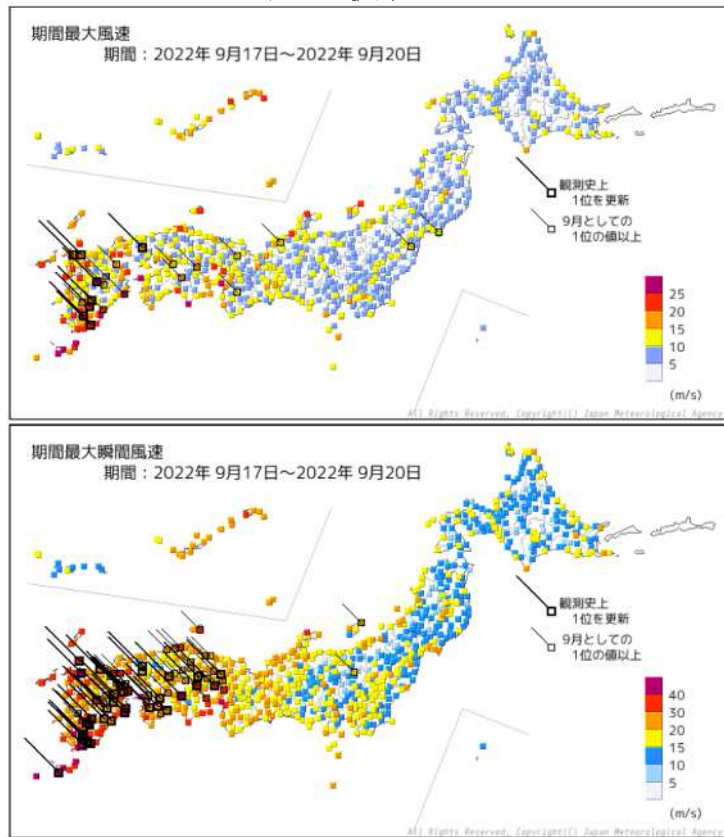 期間最大風速
期間：2022年 9月17日～2022年 9月20日
観測史上
1位を更新
9月としての
1位の値以上
25
20
15
10
5
(m/s)
All Rights Reserved, Copyright(C) Japan Meteorological Agency
期間最大瞬間風速
期間：2022年 9月17日～2022年 9月20日
観測史上
1位を更新
9月としての
1位の値以上
40
30
20
15
10
5
(m/s)
All Rights Reserved, Copyright(C) Japan Meteorological Agency